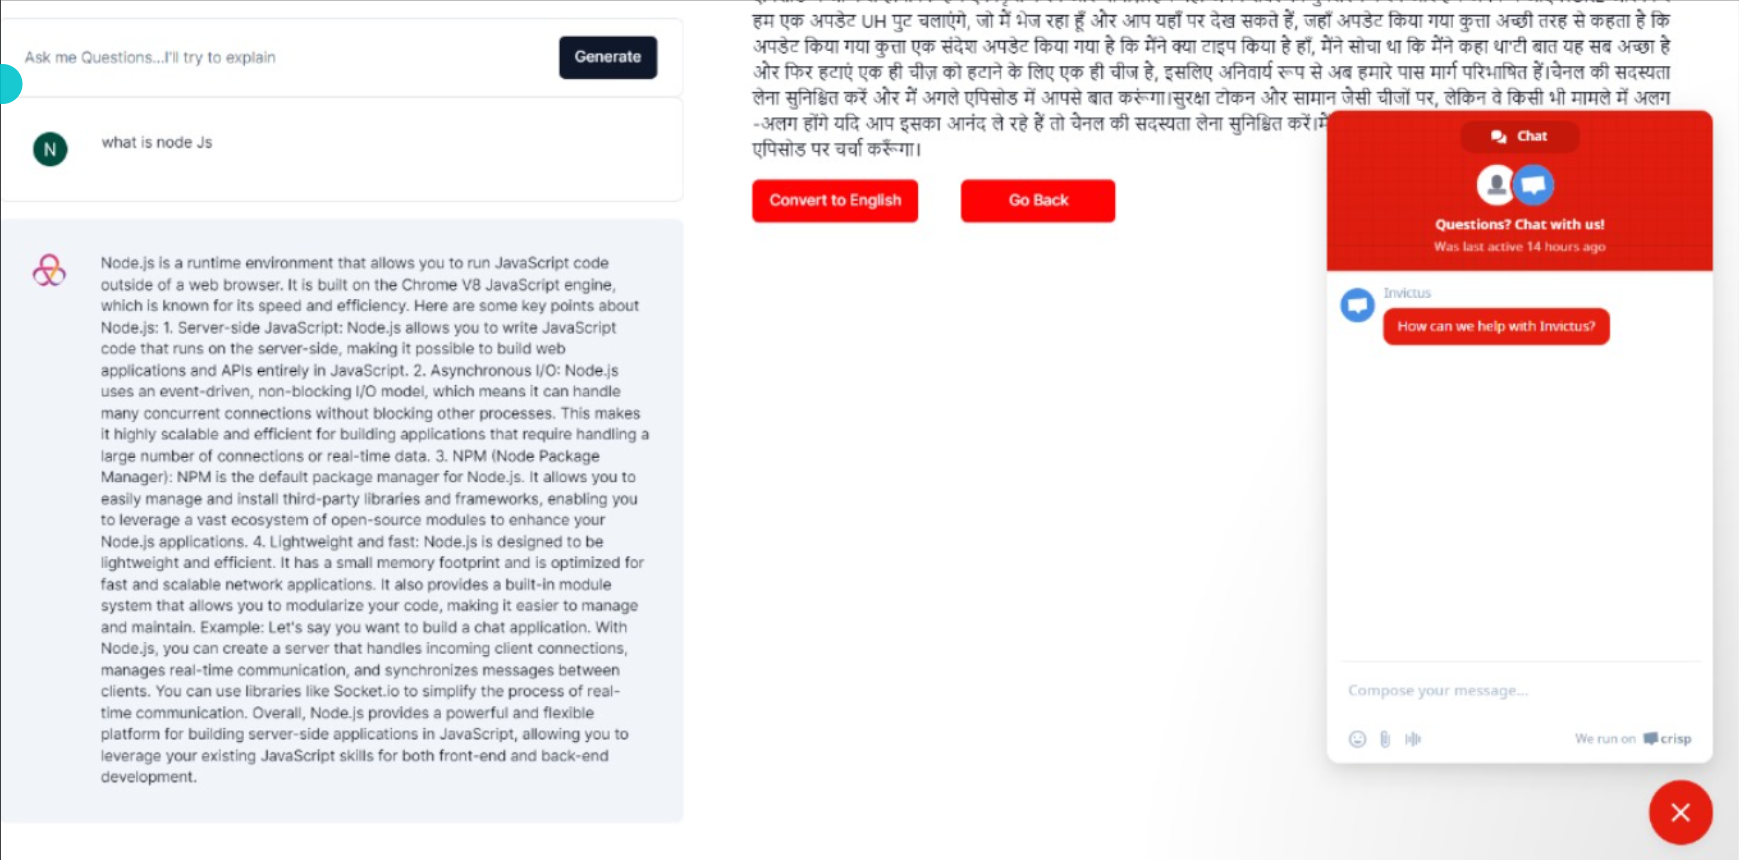 Ask me Questions...I'll try to explain
Generate
N
what is node Js
Node.js is a runtime environment that allows you to run JavaScript code
outside of a web browser. It is built on the Chrome V8 JavaScript engine,
which is known for its speed and efficiency. Here are some key points about
Node.js: 1. Server-side JavaScript: Node.js allows you to write JavaScript
code that runs on the server-side, making it possible to build web
applications and APIs entirely in JavaScript. 2. Asynchronous I/O: Node.js
uses an event-driven, non-blocking I/O model, which means it can handle
many concurrent connections without blocking other processes. This makes
it highly scalable and efficient for building applications that require handling a
large number of connections or real-time data. 3. NPM (Node Package
Manager): NPM is the default package manager for Node.js. It allows you to
easily manage and install third-party libraries and frameworks, enabling you
to leverage a vast ecosystem of open-source modules to enhance your
Node.js applications. 4. Lightweight and fast: Node.js is designed to be
lightweight and efficient. It has a small memory footprint and is optimized for
fast and scalable network applications. It also provides a built-in module
system that allows you to modularize your code, making it easier to manage
and maintain. Example: Let's say you want to build a chat application. With
Node.js, you can create a server that handles incoming client connections,
manages real-time communication, and synchronizes messages between
clients. You can use libraries like Socket.io to simplify the process of real-
time communication. Overall, Node.js provides a powerful and flexible
platform for building server-side applications in JavaScript, allowing you to
leverage your existing JavaScript skills for both front-end and back-end
development.
हम एक अपडेट UH पुट चलाएंगे, जो मैं भेज रहा हूँ और आप यहाँ पर देख सकते हैं, जहाँ अपडेट किया गया कुत्ता अच्छी तरह से कहता है कि
अपडेट किया गया कुत्ता एक संदेश अपडेट किया गया है कि मैंने क्या टाइप किया है हाँ, मैंने सोचा था कि मैंने कहा था'टी बात यह सब अच्छा है
और फिर हटाएं एक ही चीज़ को हटाने के लिए एक ही चीज है, इसलिए अनिवार्य रूप से अब हमारे पास मार्ग परिभाषित हैं।चैनल की सदस्यता
लेना सुनिश्चित करें और मैं अगले एपिसोड में आपसे बात करूंगा।सुरक्षा टोकन और सामान जैसी चीजों पर, लेकिन वे किसी भी मामले में अलग
-अलग होंगे यदि आप इसका आनंद ले रहे हैं तो चैनल की सदस्यता लेना सुनिश्चित करें।मैं
एपिसोड पर चर्चा करूँगा।
Convert to English
Go Back
Chat
Questions? Chat with us!
Was last active 14 hours ago
Invictus
How can we help with Invictus?
Compose your message...
We run on crisp